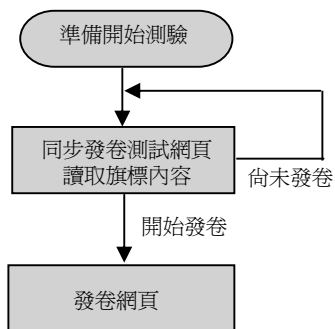 準備開始測驗
同步發卷測試網頁
讀取旗標內容
尚未發卷
開始發卷
發卷網頁